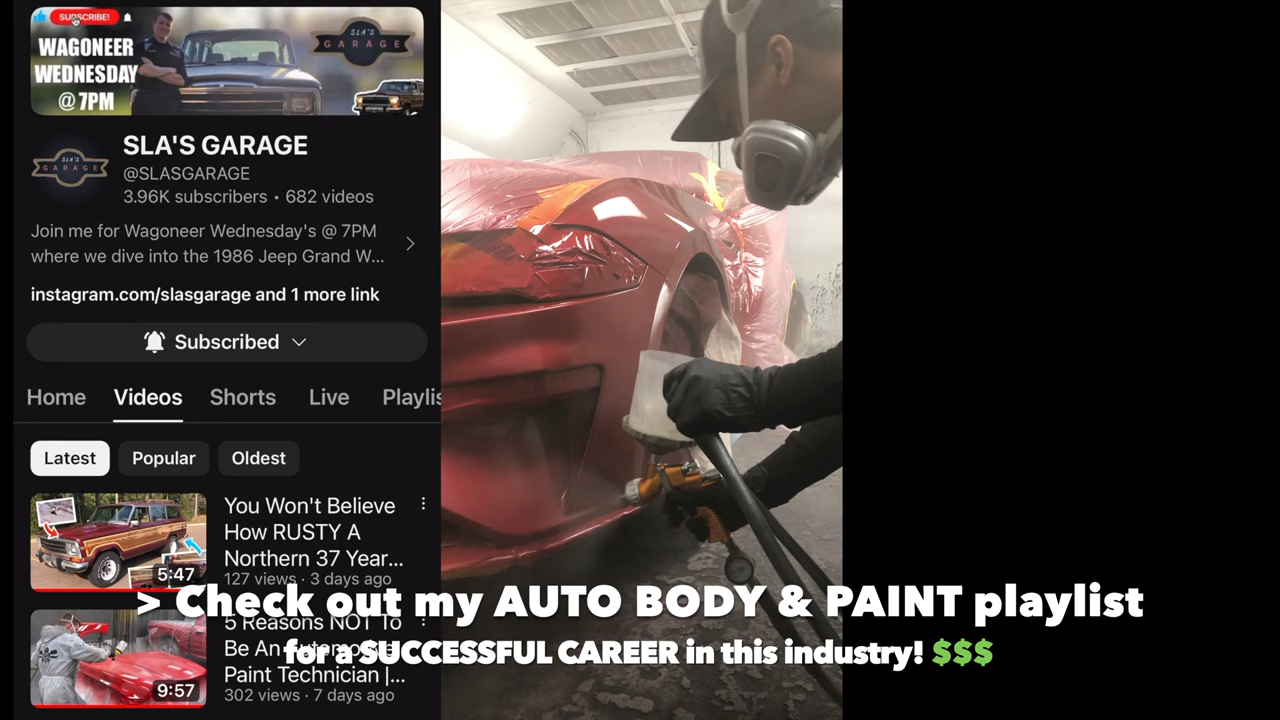 SUBSCRIBE!
WAGONEER
WEDNESDAY
@ 7PM
SLA'S
GARAGE
SLA'S GARAGE
@SLASGARAGE
3.96K subscribers • 682 videos
SLA'S
GARAGE
Join me for Wagoneer Wednesday's @ 7PM
where we dive into the 1986 Jeep Grand W...
instagram.com/slasgarage and 1 more link
Subscribed
Home Videos Shorts Live Playlis
Latest Popular Oldest
You Won't Believe
How RUSTY A
Northern 37 Year...
127 views · 3 days ago
5:47
> Check out my AUTO BODY & PAINT playlist
for a SUCCESSFUL CAREER in this industry! $$$
5 Reasons NOT To
Be An Automotive
Paint Technician |...
302 views · 7 days ago
9:57